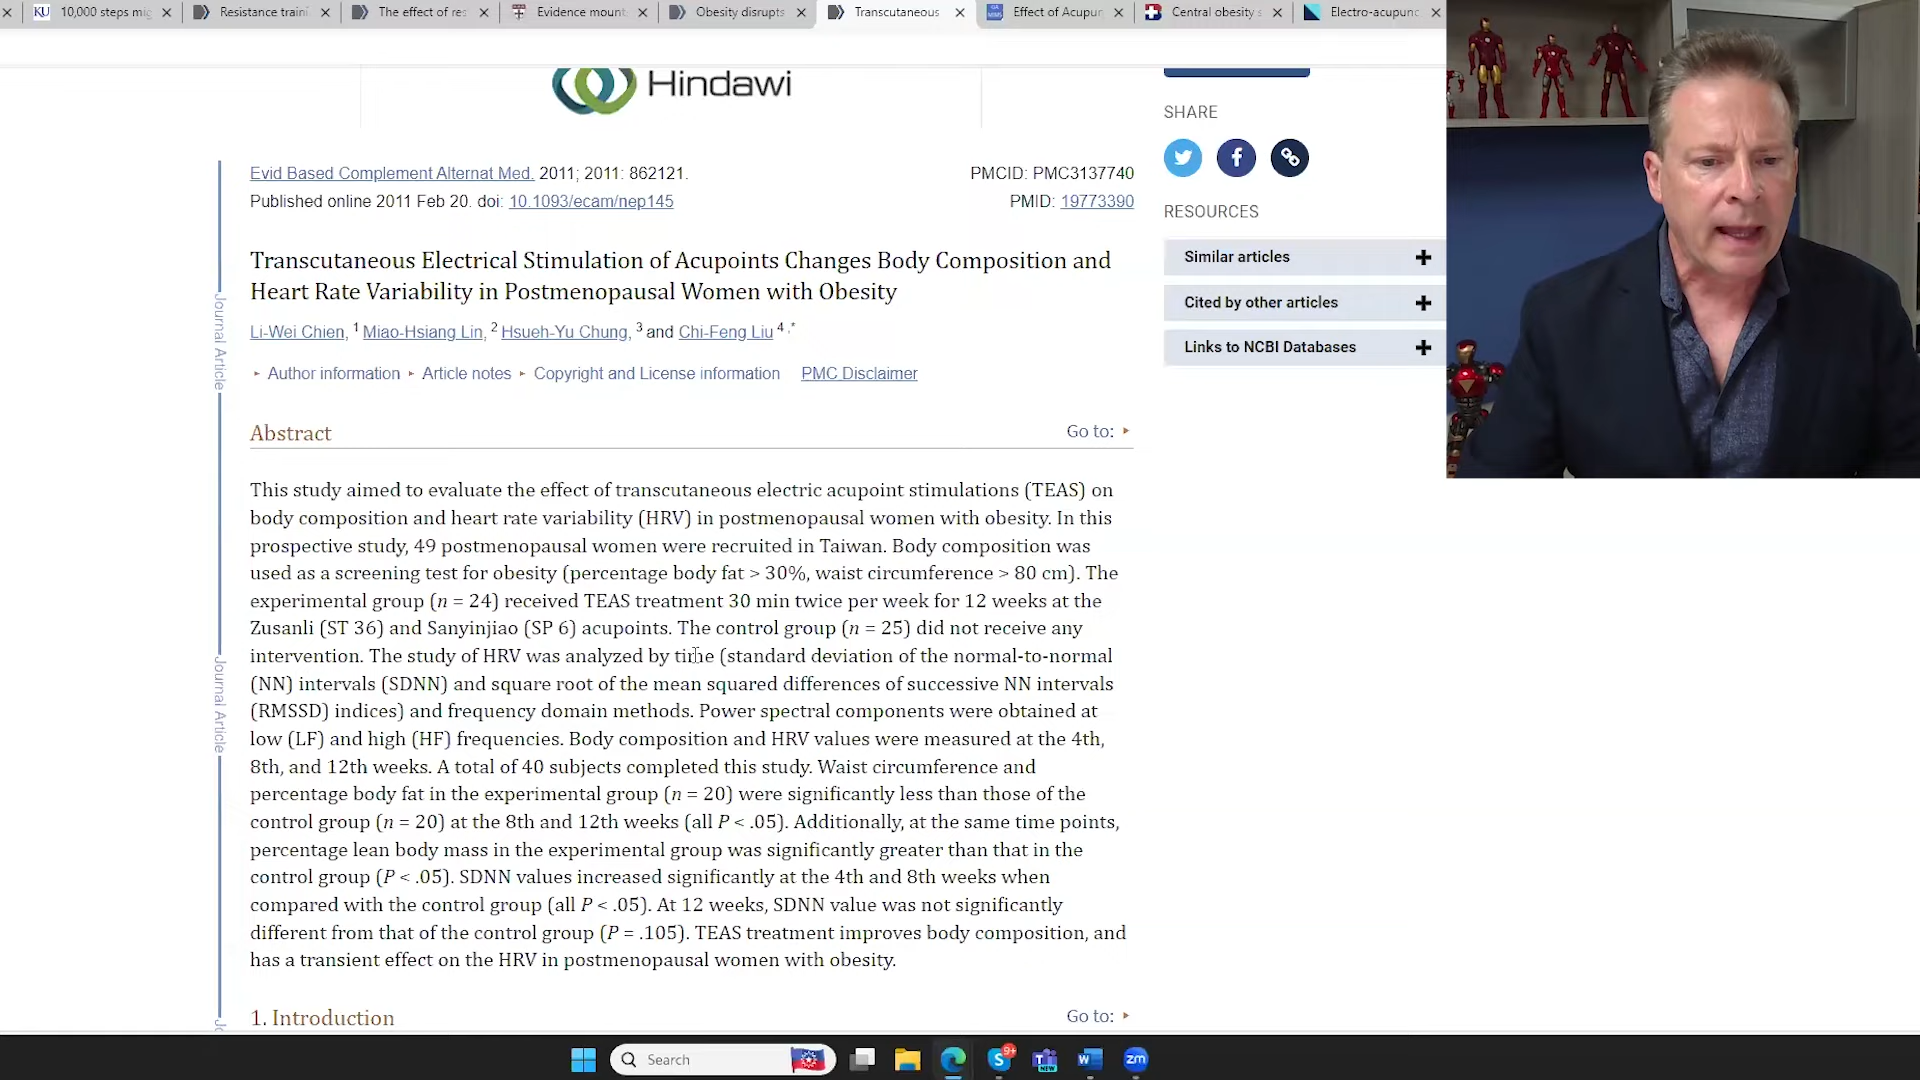 10,000 steps mig
Resistance traini
The effect of res
Evidence mount
Obesity disrupts
Transcutaneous
Effect of Acupun
Central obesity s
Electro-acupunc
Hindawi
SHARE
Evid Based Complement Alternat Med. 2011; 2011: 862121.
PMCID: PMC3137740
Published online 2011 Feb 20. doi: 10.1093/ecam/nep145
PMID: 19773390
RESOURCES
Similar articles
Cited by other articles
Links to NCBI Databases
Transcutaneous Electrical Stimulation of Acupoints Changes Body Composition and
Heart Rate Variability in Postmenopausal Women with Obesity
Li-Wei Chien, 1 Miao-Hsiang Lin, 2 Hsueh-Yu Chung, 3 and Chi-Feng Liu 4,*
Author information
Article notes
Copyright and License information
PMC Disclaimer
Journal Article
Journal Article
Abstract
Go to:
This study aimed to evaluate the effect of transcutaneous electric acupoint stimulations (TEAS) on
body composition and heart rate variability (HRV) in postmenopausal women with obesity. In this
prospective study, 49 postmenopausal women were recruited in Taiwan. Body composition was
used as a screening test for obesity (percentage body fat > 30%, waist circumference > 80 cm). The
experimental group (n = 24) received TEAS treatment 30 min twice per week for 12 weeks at the
Zusanli (ST 36) and Sanyinjiao (SP 6) acupoints. The control group (n = 25) did not receive any
intervention. The study of HRV was analyzed by time (standard deviation of the normal-to-normal
(NN) intervals (SDNN) and square root of the mean squared differences of successive NN intervals
(RMSSD) indices) and frequency domain methods. Power spectral components were obtained at
low (LF) and high (HF) frequencies. Body composition and HRV values were measured at the 4th,
8th, and 12th weeks. A total of 40 subjects completed this study. Waist circumference and
percentage body fat in the experimental group (n = 20) were significantly less than those of the
control group (n = 20) at the 8th and 12th weeks (all P < .05). Additionally, at the same time points,
percentage lean body mass in the experimental group was significantly greater than that in the
control group (P < .05). SDNN values increased significantly at the 4th and 8th weeks when
compared with the control group (all P < .05). At 12 weeks, SDNN value was not significantly
different from that of the control group (P = .105). TEAS treatment improves body composition, and
has a transient effect on the HRV in postmenopausal women with obesity.
1. Introduction
Go to:
Search